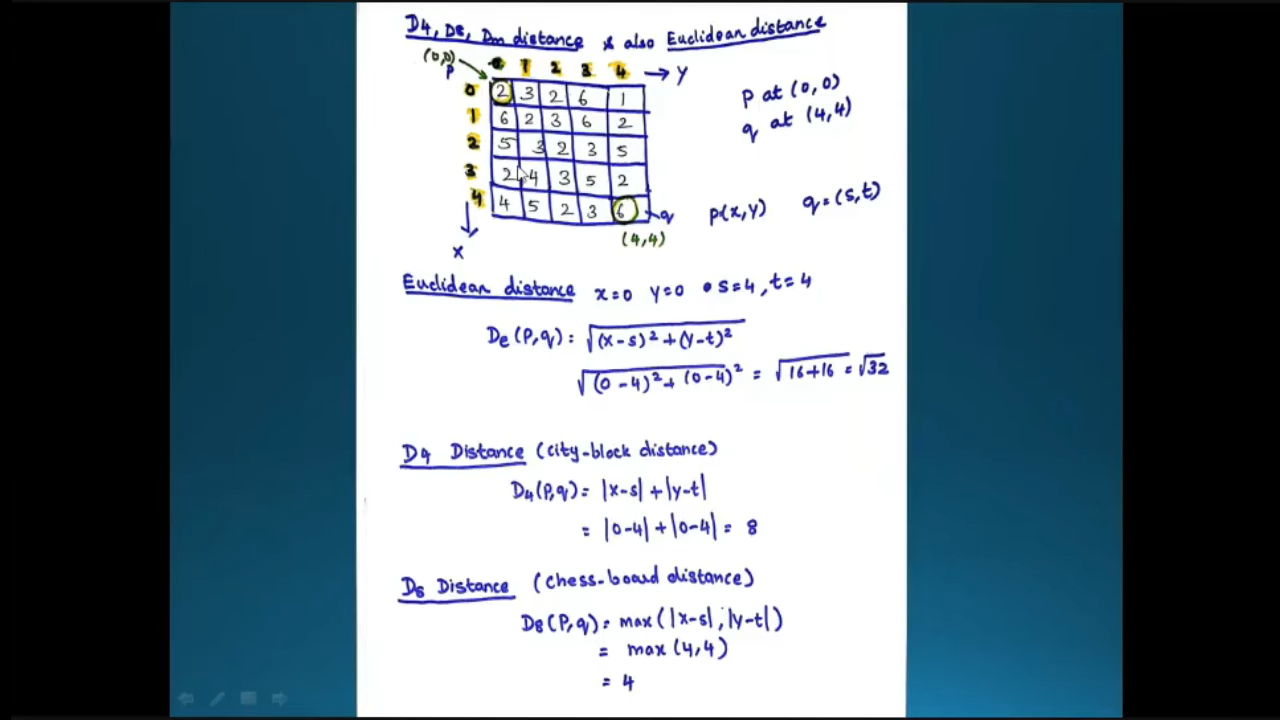 D4, D8, Dm distance & also Euclidean distance
(0,0)
P
0 1 2 3 4 → y
0 2 3 2 6 1
1 6 2 3 6 2
2 5 3 2 3 5
3 2 4 3 5 2
4 4 5 2 3 6 q
(4,4)
x
P at (0,0)
q at (4,4)
P(x,y) q=(s,t)
Euclidean distance x=0 y=0 • s=4, t=4
De(P,q) = √(x-s)² + (y-t)²
√(0-4)² + (0-4)² = √16+16 = √32
D4 Distance (city-block distance)
D4(P,q) = |x-s| + |y-t|
= |0-4| + |0-4| = 8
D8 Distance (chess-board distance)
D8(P,q) = max(|x-s|, |y-t|)
= max(4,4)
= 4